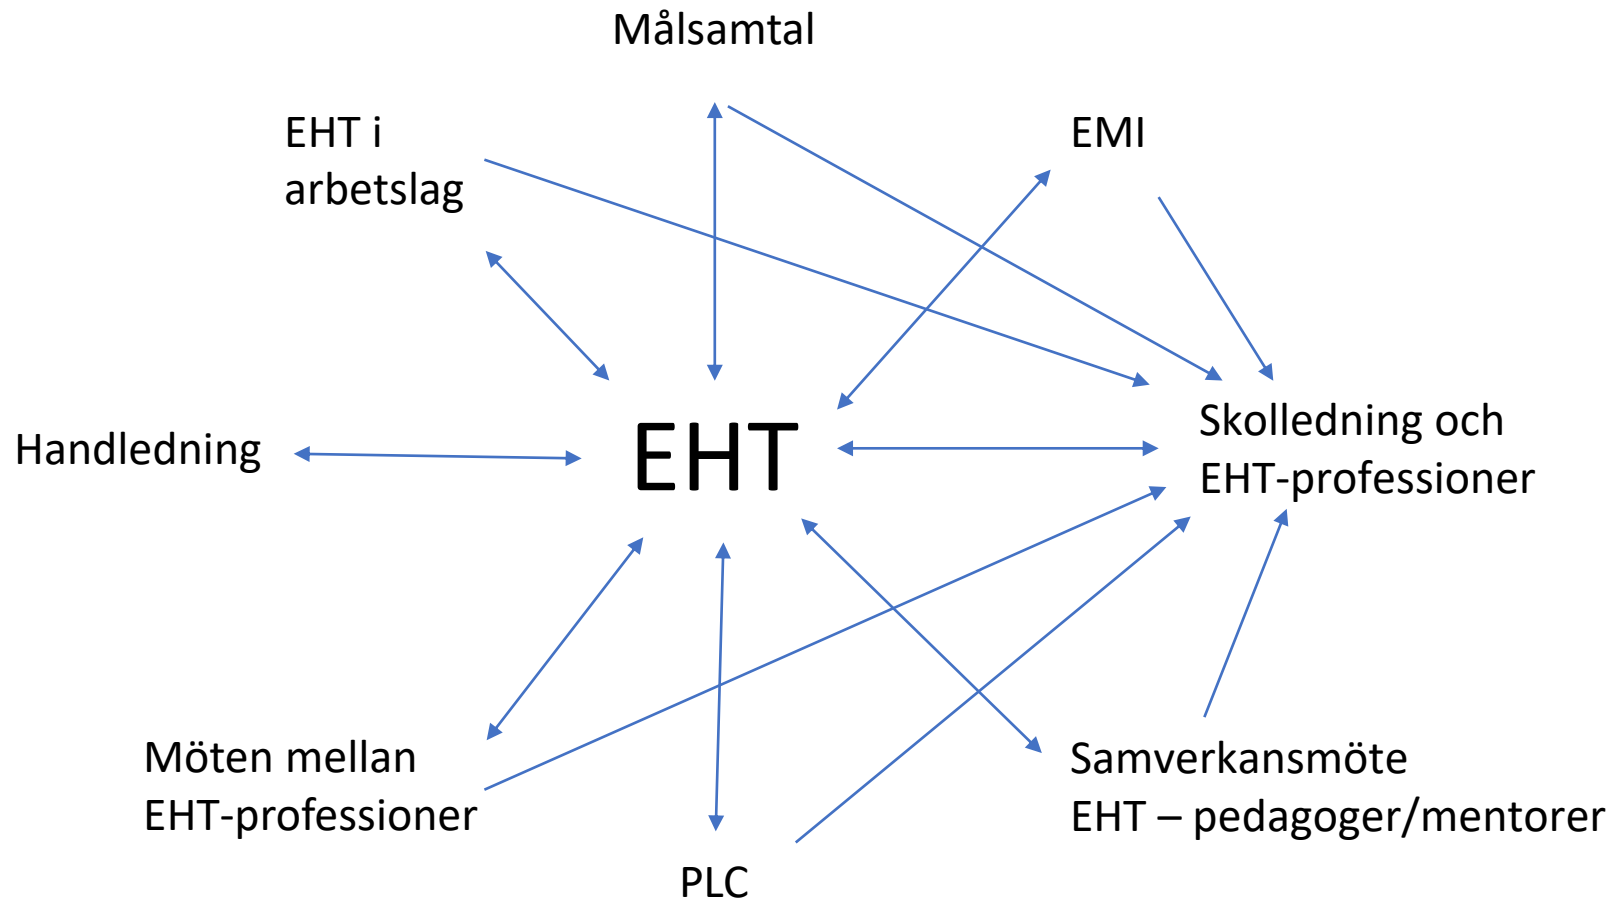 Målsamtal
EHT i
arbetslag
EMI
Handledning
EHT
Skolledning och
EHT-professioner
Möten mellan
EHT-professioner
Samverkansmöte
EHT – pedagoger/mentorer
PLC